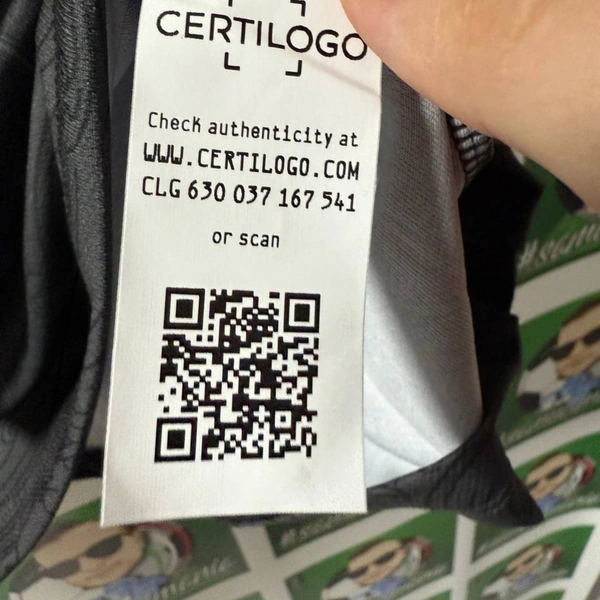 CERTILOGO
Check authenticity at
WWW.CERTILOGO.COM
CLG 630 037 167 541
or scan